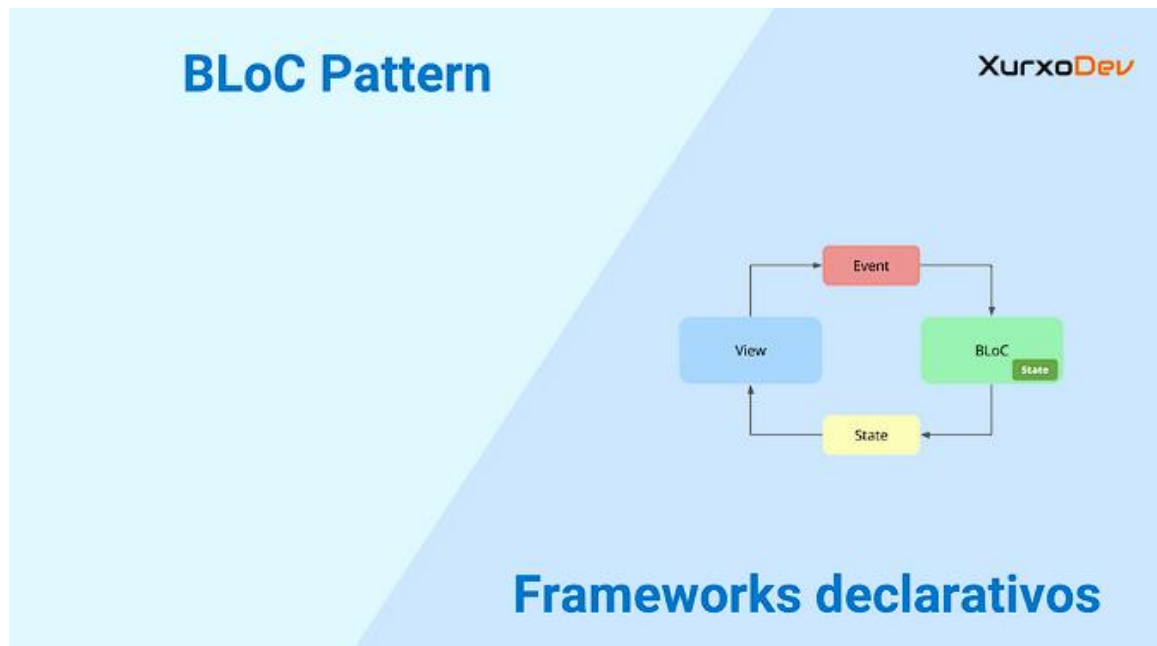 BLoC Pattern
XurxoDev
Event
View
BLoC
State
State
Frameworks declarativos